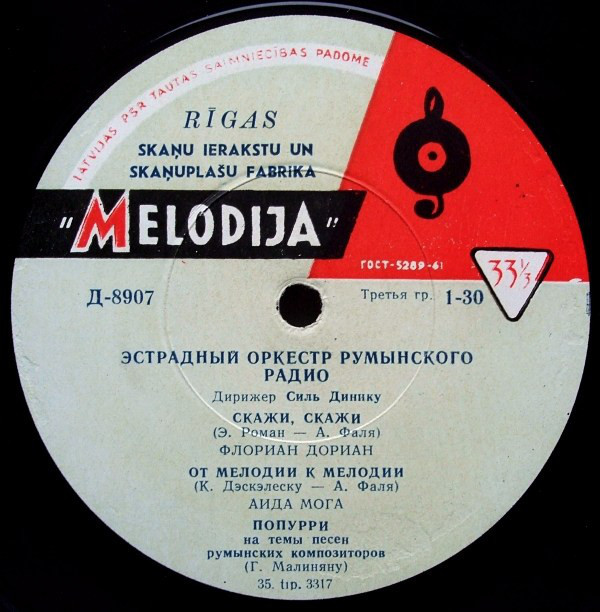 LATVIJAS PSR TAUTAS SAIMNIECĪBAS PADOME
RĪGAS
SKAŅU IERAKSTU UN
SKAŅUPLAŠU FABRIKA
"MELODIJA"
ГОСТ-5289-61
33⅓
Д-8907
Третья гр. 1-30
ЭСТРАДНЫЙ ОРКЕСТР РУМЫНСКОГО
РАДИО
Дирижер Силь Динику
СКАЖИ, СКАЖИ
(Э. Роман — А. Фаля)
ФЛОРИАН ДОРИАН
ОТ МЕЛОДИИ К МЕЛОДИИ
(К. Дэскэлеску — А. Фаля)
АИДА МОГА
ПОПУРРИ
на темы песен
румынских композиторов
(Г. Малиняну)
35. tip. 3317